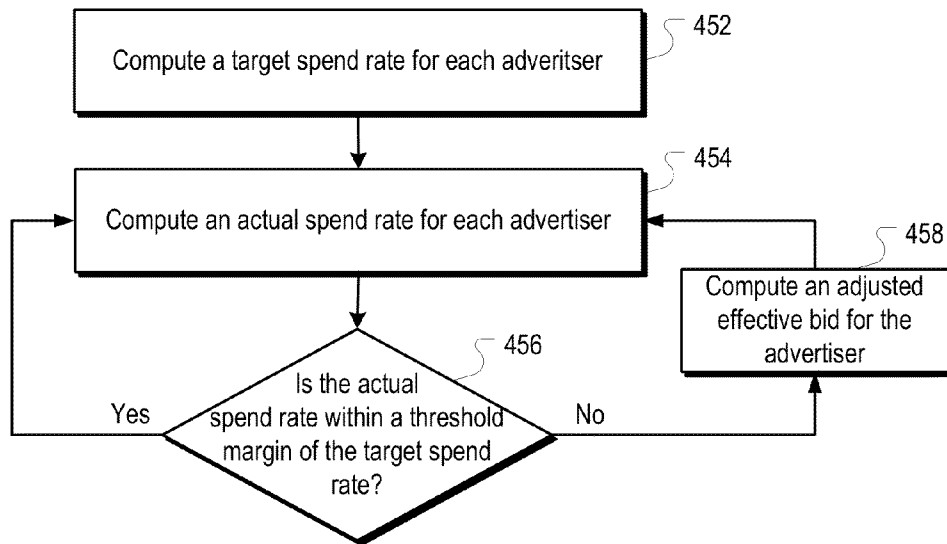 452
Compute a target spend rate for each adveritser
454
Compute an actual spend rate for each advertiser
458
Compute an adjusted
effective bid for the
advertiser
456
Is the actual
spend rate within a threshold
margin of the target spend
rate?
Yes
No